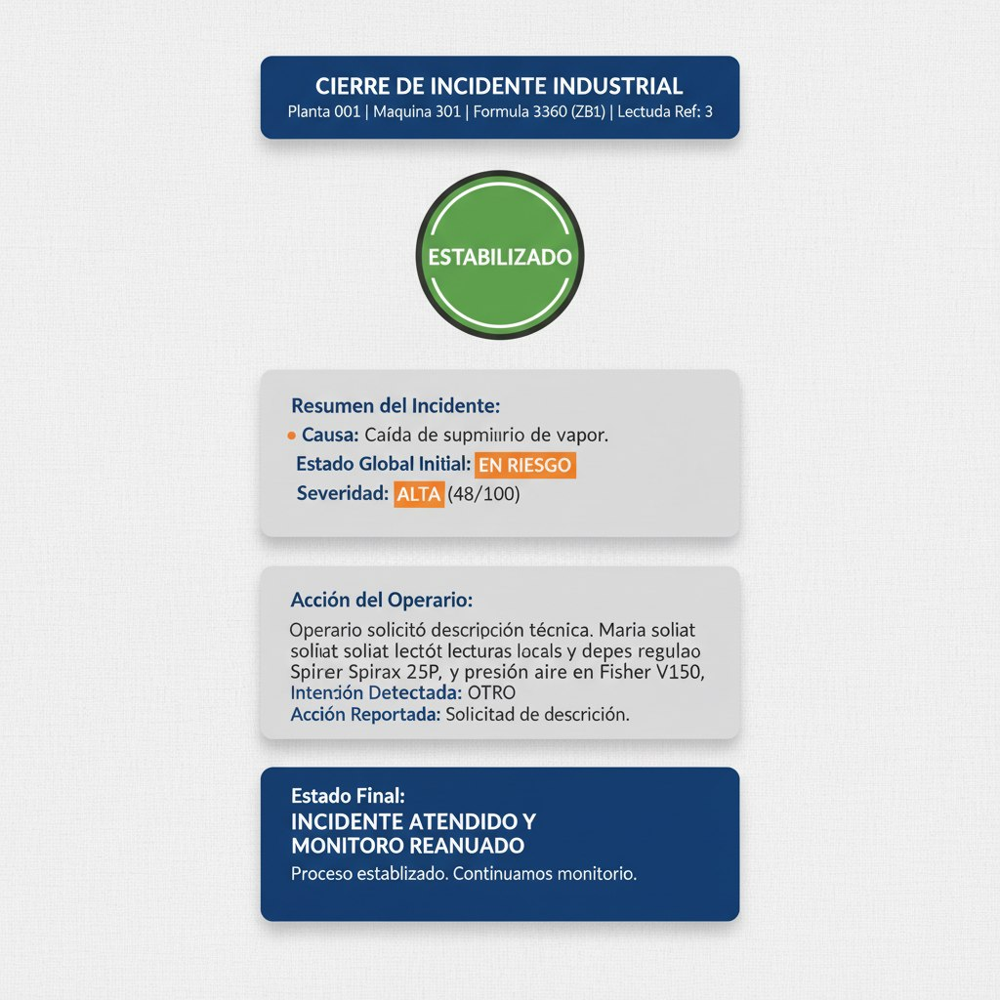 CIERRE DE INCIDENTE INDUSTRIAL
Planta 001 | Maquina 301 | Formula 3360 (ZB1) | Lectuda Ref: 3
ESTABILIZADO
Resumen del Incidente:
• Causa: Caída de de vapor.
Estado Global Initial: EN RIESGO
Severidad: ALTA (48/100)
Acción del Operario:
Operario solicitó descripción técnica. Maria soliat
soliat soliat lectót lecturas locals y depes regulao
Spirer Spirax 25P, y presión aire en Fisher V150,
Intención Detectada: OTRO
Acción Reportada: Solicitad de descrición.
Estado Final:
INCIDENTE ATENDIDO Y
MONITORO REANUADO
Proceso establizado. Continuamos monitorio.